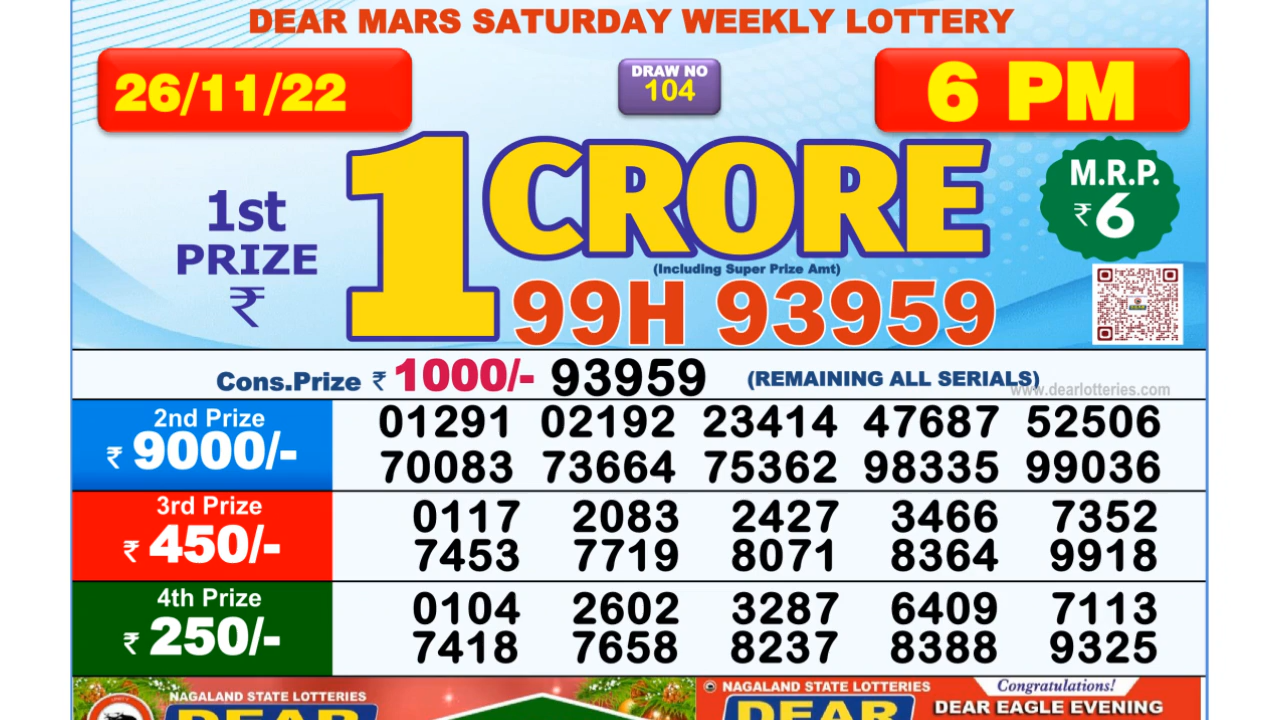 DEAR MARS SATURDAY WEEKLY LOTTERY
26/11/22
DRAW NO
104
6 PM
1st
PRIZE
₹
1 CRORE
(Including Super Prize Amt)
99H 93959
M.R.P.
₹6
Cons.Prize ₹ 1000/- 93959 (REMAINING ALL SERIALS)
www.dearlotteries.com
2nd Prize
₹ 9000/-
01291 02192 23414 47687 52506
70083 73664 75362 98335 99036
3rd Prize
₹ 450/-
0117 2083 2427 3466 7352
7453 7719 8071 8364 9918
4th Prize
₹ 250/-
0104 2602 3287 6409 7113
7418 7658 8237 8388 9325
NAGALAND STATE LOTTERIES
DEAR
NAGALAND STATE LOTTERIES
DEAR
Congratulations!
DEAR EAGLE EVENING